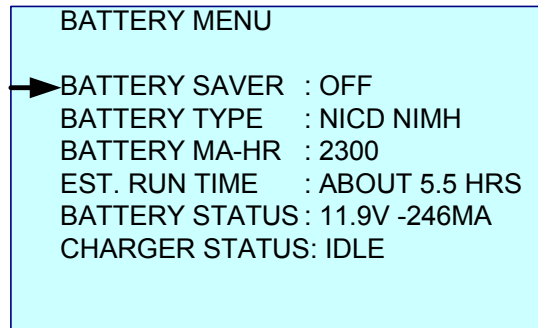 BATTERY MENU
BATTERY SAVER : OFF
BATTERY TYPE : NICD NIMH
BATTERY MA-HR : 2300
EST. RUN TIME : ABOUT 5.5 HRS
BATTERY STATUS : 11.9V -246MA
CHARGER STATUS: IDLE